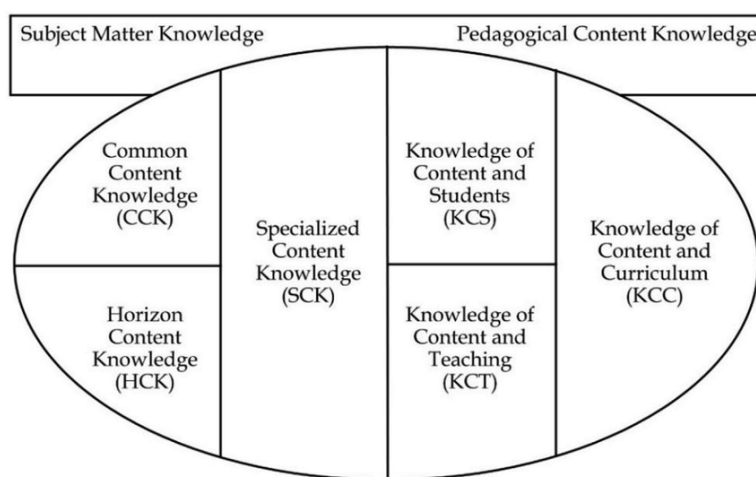 Subject Matter Knowledge
Pedagogical Content Knowledge
Common
Content
Knowledge
(CCK)
Horizon
Content
Knowledge
(HCK)
Specialized
Content
Knowledge
(SCK)
Knowledge of
Content and
Students
(KCS)
Knowledge of
Content and
Teaching
(KCT)
Knowledge of
Content and
Curriculum
(KCC)